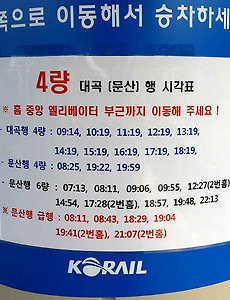 쪽으로 이동해서 승차하세
4량 대곡 (문산) 행 시각표
※ 홈 중앙 엘리베이터 부근까지 이동해 주세요 !
- 대곡행 4량 : 09:14, 10:19, 11:19, 12:19, 13:19,
14:19, 15:19, 16:19, 17:19, 18:19,
- 문산행 4량 : 08:25, 19:22, 19:59
- 문산행 6량 : 07:13, 08:11, 09:06, 09:55, 12:27(2번홈)
14:54, 17:28(2번홈), 18:57, 19:48, 22:13
※ 문산행 급행 : 08:11, 08:43, 18:29, 19:04
19:41(2번홈), 21:07(2번홈)
KORAIL